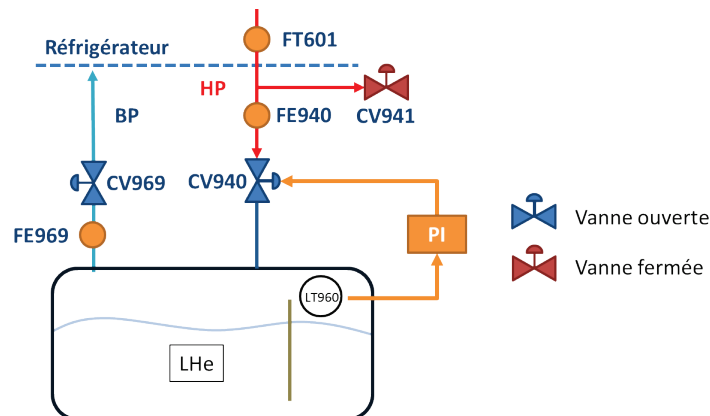 FT601
Réfrigérateur
HP
BP
FE940
CV941
CV969
CV940
FE969
PI
Vanne ouverte
Vanne fermée
LT960
LHe